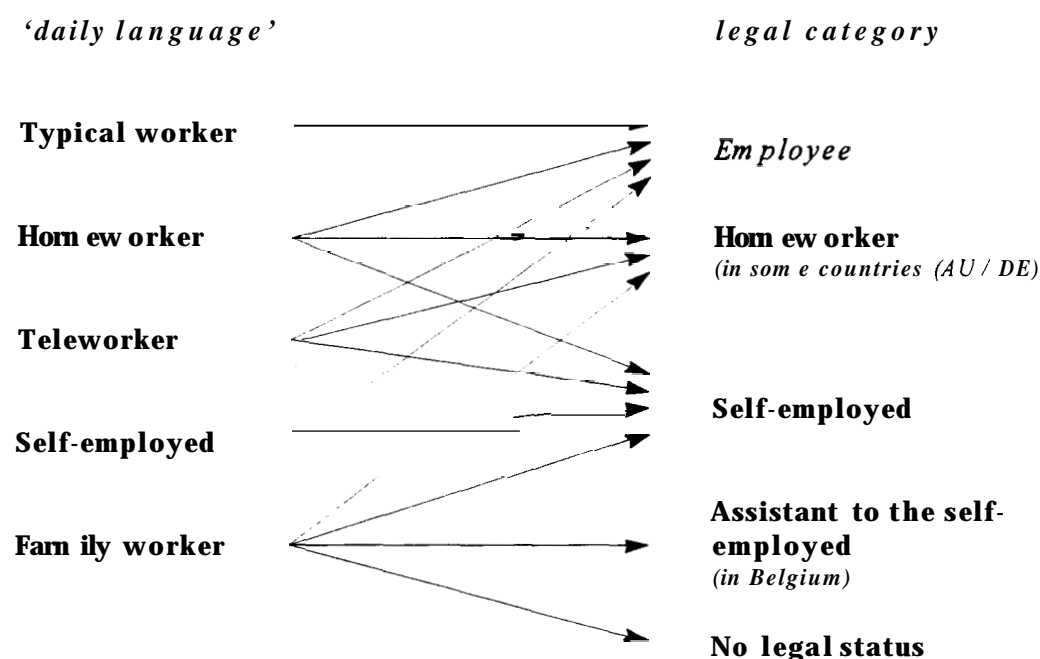 ‘daily language’
legal category
Typical worker
Employee
Homeworker
Homeworker
(in some countries (AU / DE)
Teleworker
Self-employed
Self-employed
Family worker
Assistant to the self-
employed
(in Belgium)
No legal status